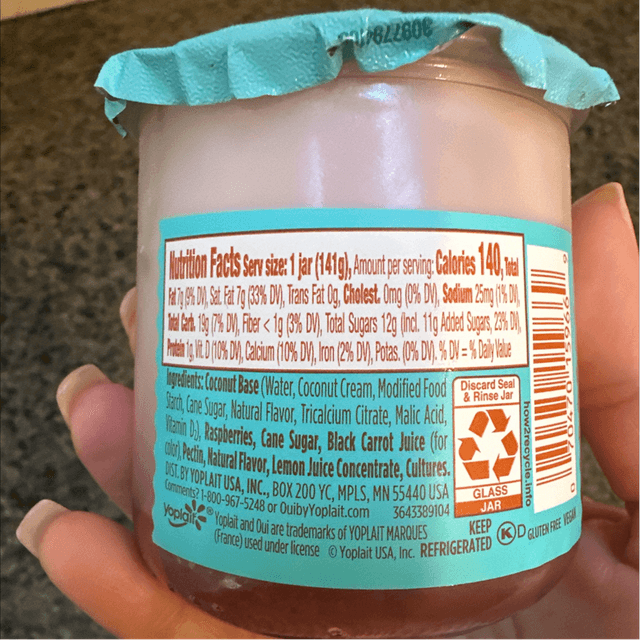 Nutrition Facts Serv size: 1 jar (141g), Amount per serving: Calories 140, Total
Fat 7g (9% DV), Sat. Fat 7g (33% DV), Trans Fat 0g, Cholest. 0mg (0% DV), Sodium 25mg (1% DV),
Total Carb. 19g (7% DV), Fiber < 1g (3% DV), Total Sugars 12g (Incl. 11g Added Sugars, 23% DV),
Protein 1g, Vit. D (10% DV), Calcium (10% DV), Iron (2% DV), Potas. (0% DV). % DV = % Daily Value
Ingredients: Coconut Base (Water, Coconut Cream, Modified Food
Starch, Cane Sugar, Natural Flavor, Tricalcium Citrate, Malic Acid,
Vitamin D3), Raspberries, Cane Sugar, Black Carrot Juice (for
color), Pectin, Natural Flavor, Lemon Juice Concentrate, Cultures.
DIST. BY YOPLAIT USA, INC., BOX 200 YC, MPLS, MN 55440 USA
Comments? 1-800-967-5248 or OuibyYoplait.com 3643389104
Yoplait
® Yoplait and Oui are trademarks of YOPLAIT MARQUES
(France) used under license © Yoplait USA, Inc.
KEEP
REFRIGERATED
K D GLUTEN FREE VEGAN
Discard Seal
& Rinse Jar
GLASS
JAR
how2recycle.info